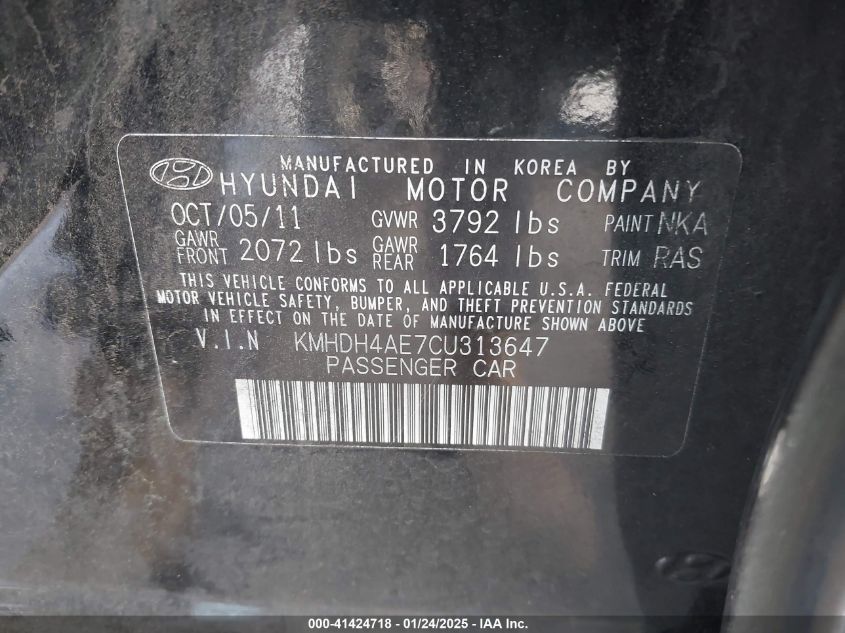 MANUFACTURED IN KOREA BY
HYUNDAI MOTOR COMPANY
OCT/05/11 GVWR 3792 lbs PAINT NKA
GAWR FRONT 2072 lbs GAWR REAR 1764 lbs TRIM RAS
THIS VEHICLE CONFORMS TO ALL APPLICABLE U.S.A. FEDERAL
MOTOR VEHICLE SAFETY, BUMPER, AND THEFT PREVENTION STANDARDS
IN EFFECT ON THE DATE OF MANUFACTURE SHOWN ABOVE
V.I.N KMHDH4AE7CU313647
PASSENGER CAR
000-41424718 - 01/24/2025 - IAA Inc.